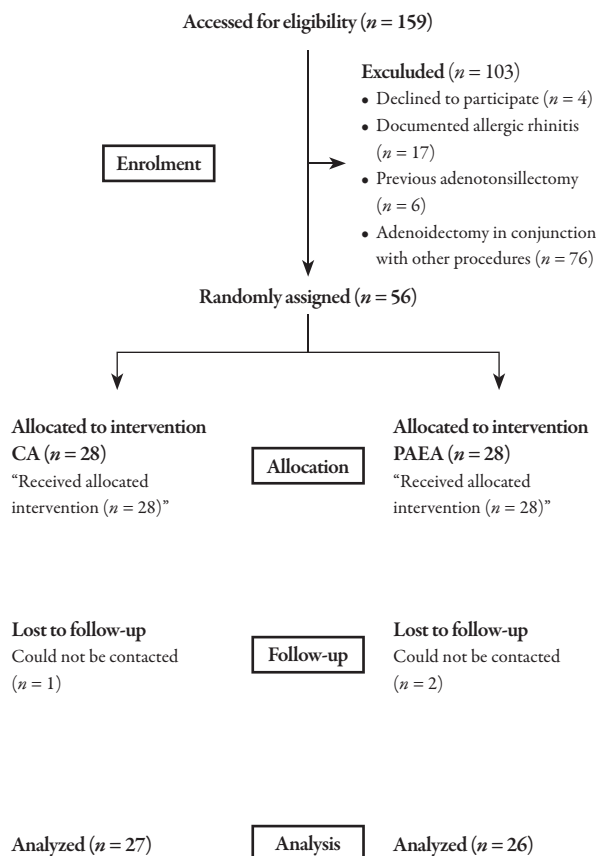 Accessed for eligibility (n = 159)
Exculuded (n = 103)
• Declined to participate (n = 4)
• Documented allergic rhinitis
(n = 17)
• Previous adenotonsillectomy
(n = 6)
• Adenoidectomy in conjunction
with other procedures (n = 76)
Enrolment
Randomly assigned (n = 56)
Allocated to intervention
CA (n = 28)
“Received allocated
intervention (n = 28)”
Allocation
Allocated to intervention
PAEA (n = 28)
“Received allocated
intervention (n = 28)”
Lost to follow-up
Could not be contacted
(n = 1)
Follow-up
Lost to follow-up
Could not be contacted
(n = 2)
Analyzed (n = 27)
Analysis
Analyzed (n = 26)